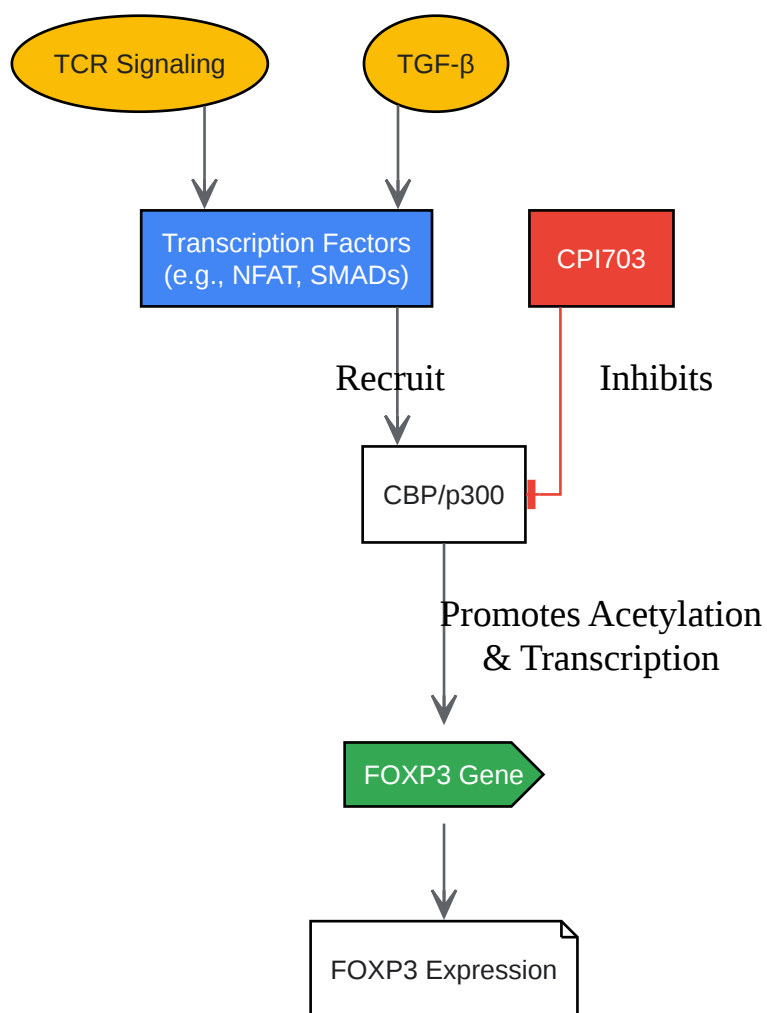 TCR Signaling
TGF-β
Transcription Factors
(e.g., NFAT, SMADs)
CPI703
Recruit
Inhibits
CBP/p300
Promotes Acetylation
& Transcription
FOXP3 Gene
FOXP3 Expression